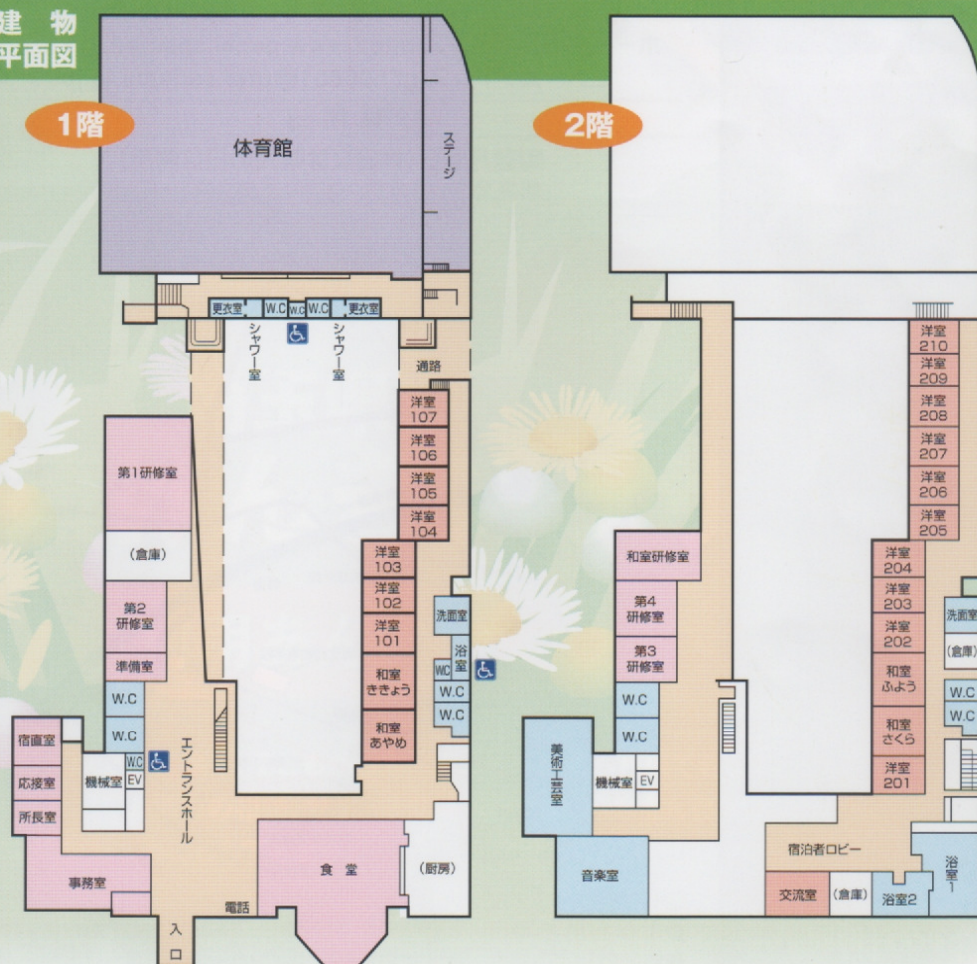 建物
平面図
1階
体育館
ステージ
更衣室
W.C
W.C
W.C
更衣室
シャワー室
シャワー室
通路
洋室
107
洋室
106
洋室
105
洋室
104
洋室
103
洋室
102
洋室
101
和室
ききょう
和室
あやめ
洗面室
浴室
WC
W.C
W.C
第1研修室
(倉庫)
第2
研修室
準備室
W.C
W.C
W.C
EV
機械室
宿直室
応接室
所長室
事務室
エントランスホール
食堂
(厨房)
電話
入口
2階
洋室
210
洋室
209
洋室
208
洋室
207
洋室
206
洋室
205
洋室
204
洋室
203
洋室
202
和室
ふよう
和室
さくら
洋室
201
洗面室
(倉庫)
W.C
W.C
和室研修室
第4
研修室
第3
研修室
W.C
W.C
機械室
EV
美術工芸室
音楽室
宿泊者ロビー
交流室
(倉庫)
浴室2
浴室1